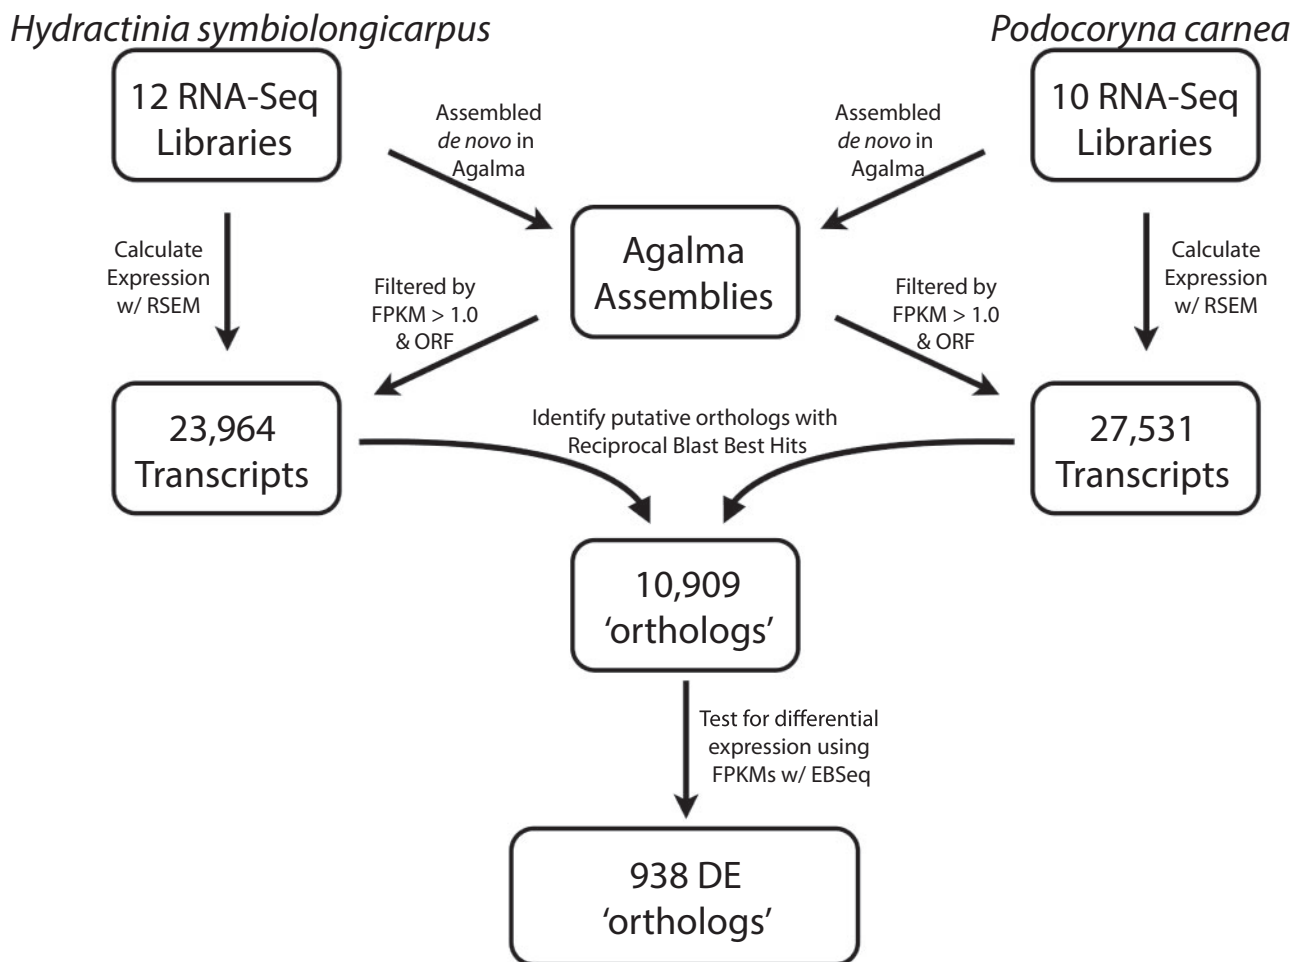 Hydractinia symbiolongicarpus
Podocoryna carnea
12 RNA-Seq
Libraries
10 RNA-Seq
Libraries
Assembled
de novo in
Agalma
Assembled
de novo in
Agalma
Calculate
Expression
w/ RSEM
Agalma
Assemblies
Calculate
Expression
w/ RSEM
Filtered by
FPKM > 1.0
& ORF
Filtered by
FPKM > 1.0
& ORF
23,964
Transcripts
Identify putative orthologs with
Reciprocal Blast Best Hits
27,531
Transcripts
10,909
‘orthologs’
Test for differential
expression using
FPKMs w/ EBSeq
938 DE
‘orthologs’